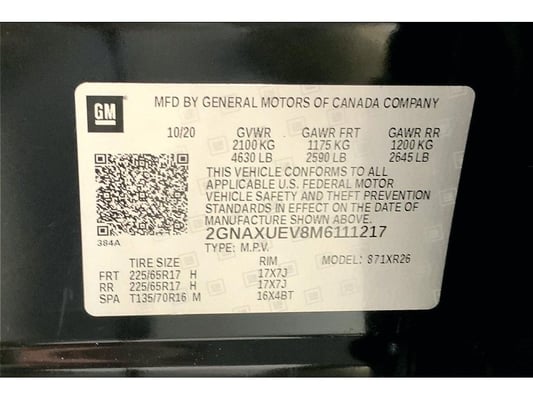 GM
MFD BY GENERAL MOTORS OF CANADA COMPANY
10/20 GVWR GAWR FRT GAWR RR
2100 KG 1175 KG 1200 KG
4630 LB 2590 LB 2645 LB
THIS VEHICLE CONFORMS TO ALL
APPLICABLE U.S. FEDERAL MOTOR
VEHICLE SAFETY AND THEFT PREVENTION
STANDARDS IN EFFECT ON THE DATE OF
MANUFACTURE SHOWN ABOVE.
384A
2GNAXUEV8M6111217
TYPE: M.P.V.
TIRE SIZE RIM MODEL: 871XR26
FRT 225/65R17 H 17X7J
RR 225/65R17 H 17X7J
SPA T135/70R16 M 16X4BT